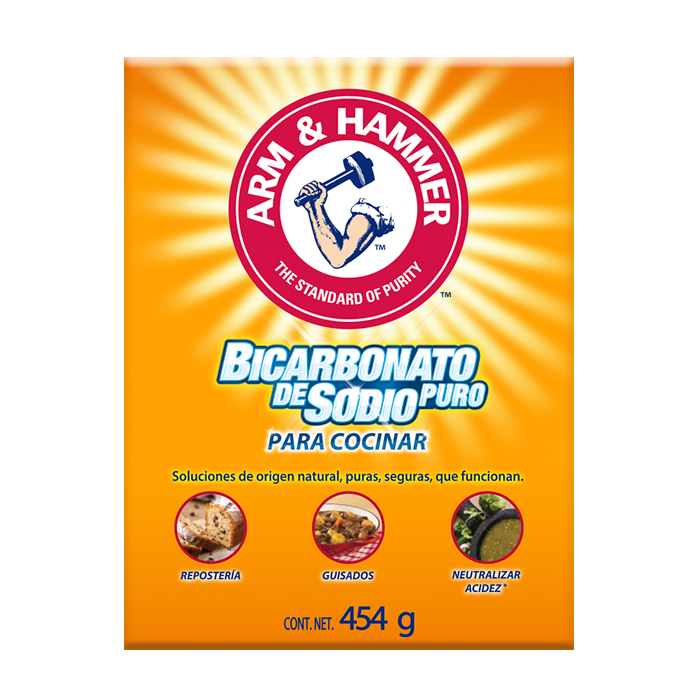 ARM & HAMMER
TM
THE STANDARD OF PURITY
TM
BICARBONATO
DE SODIO PURO
PARA COCINAR
Soluciones de origen natural, puras, seguras, que funcionan.
REPOSTERÍA
GUISADOS
NEUTRALIZAR
ACIDEZ*
CONT. NET. 454 g